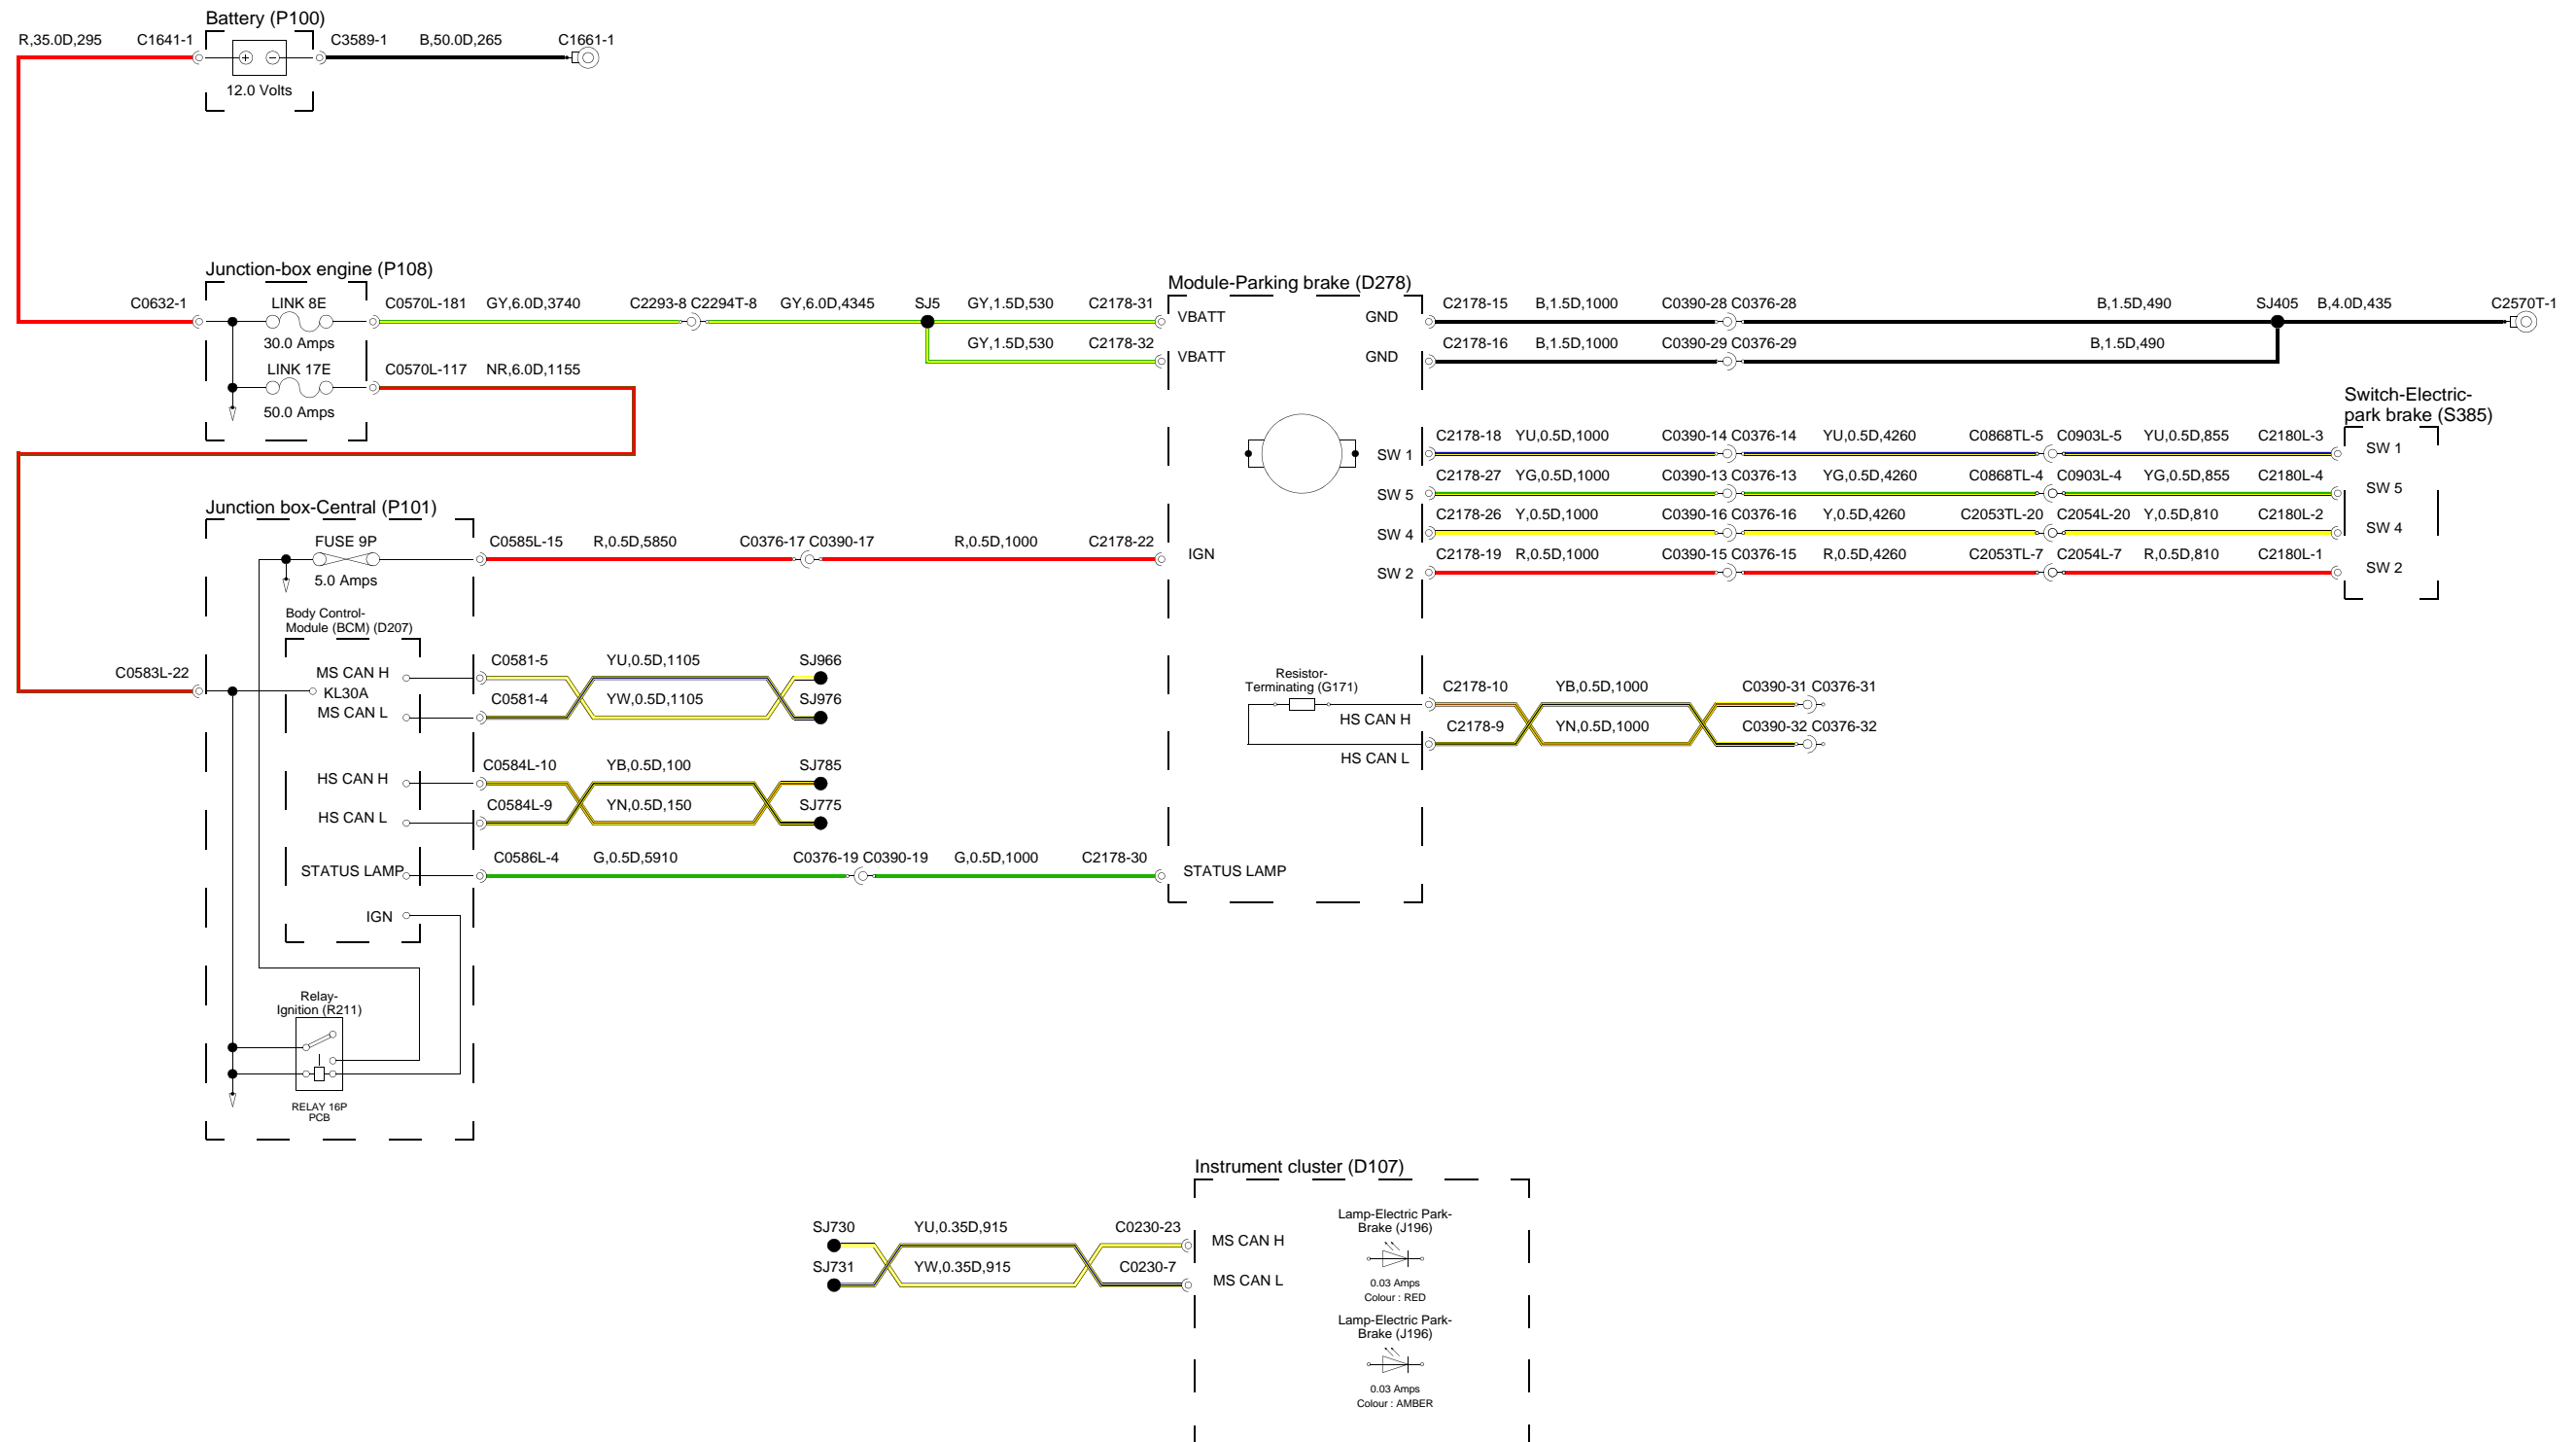 Battery (P100)
R,35.0D,295 C1641-1 C3589-1 B,50.0D,265 C1661-1
12.0 Volts
Junction-box engine (P108)
C0632-1 LINK 8E C0570L-181 GY,6.0D,3740 C2293-8 C2294T-8 GY,6.0D,4345 SJ5 GY,1.5D,530 C2178-31
30.0 Amps
GY,1.5D,530 C2178-32
LINK 17E C0570L-117 NR,6.0D,1155
50.0 Amps
Module-Parking brake (D278)
VBATT GND C2178-15 B,1.5D,1000 C0390-28 C0376-28 B,1.5D,490 SJ405 B,4.0D,435 C2570T-1
VBATT GND C2178-16 B,1.5D,1000 C0390-29 C0376-29 B,1.5D,490
Switch-Electric-
park brake (S385)
SW 1 C2178-18 YU,0.5D,1000 C0390-14 C0376-14 YU,0.5D,4260 C0868TL-5 C0903L-5 YU,0.5D,855 C2180L-3 SW 1
SW 5 C2178-27 YG,0.5D,1000 C0390-13 C0376-13 YG,0.5D,4260 C0868TL-4 C0903L-4 YG,0.5D,855 C2180L-4 SW 5
SW 4 C2178-26 Y,0.5D,1000 C0390-16 C0376-16 Y,0.5D,4260 C2053TL-20 C2054L-20 Y,0.5D,810 C2180L-2 SW 4
SW 2 C2178-19 R,0.5D,1000 C0390-15 C0376-15 R,0.5D,4260 C2053TL-7 C2054L-7 R,0.5D,810 C2180L-1 SW 2
Junction box-Central (P101)
FUSE 9P C0585L-15 R,0.5D,5850 C0376-17 C0390-17 R,0.5D,1000 C2178-22 IGN
5.0 Amps
Body Control-
Module (BCM) (D207)
C0583L-22
MS CAN H C0581-5 YU,0.5D,1105 SJ966
KL30A
MS CAN L C0581-4 YW,0.5D,1105 SJ976
Resistor-
Terminating (G171)
HS CAN H C2178-10 YB,0.5D,1000 C0390-31 C0376-31
HS CAN L C2178-9 YN,0.5D,1000 C0390-32 C0376-32
HS CAN H C0584L-10 YB,0.5D,100 SJ785
HS CAN L C0584L-9 YN,0.5D,150 SJ775
STATUS LAMP C0586L-4 G,0.5D,5910 C0376-19 C0390-19 G,0.5D,1000 C2178-30 STATUS LAMP
IGN
Relay-
Ignition (R211)
RELAY 16P
PCB
Instrument cluster (D107)
SJ730 YU,0.35D,915 C0230-23 MS CAN H
SJ731 YW,0.35D,915 C0230-7 MS CAN L
Lamp-Electric Park-
Brake (J196)
0.03 Amps
Colour : RED
Lamp-Electric Park-
Brake (J196)
0.03 Amps
Colour : AMBER